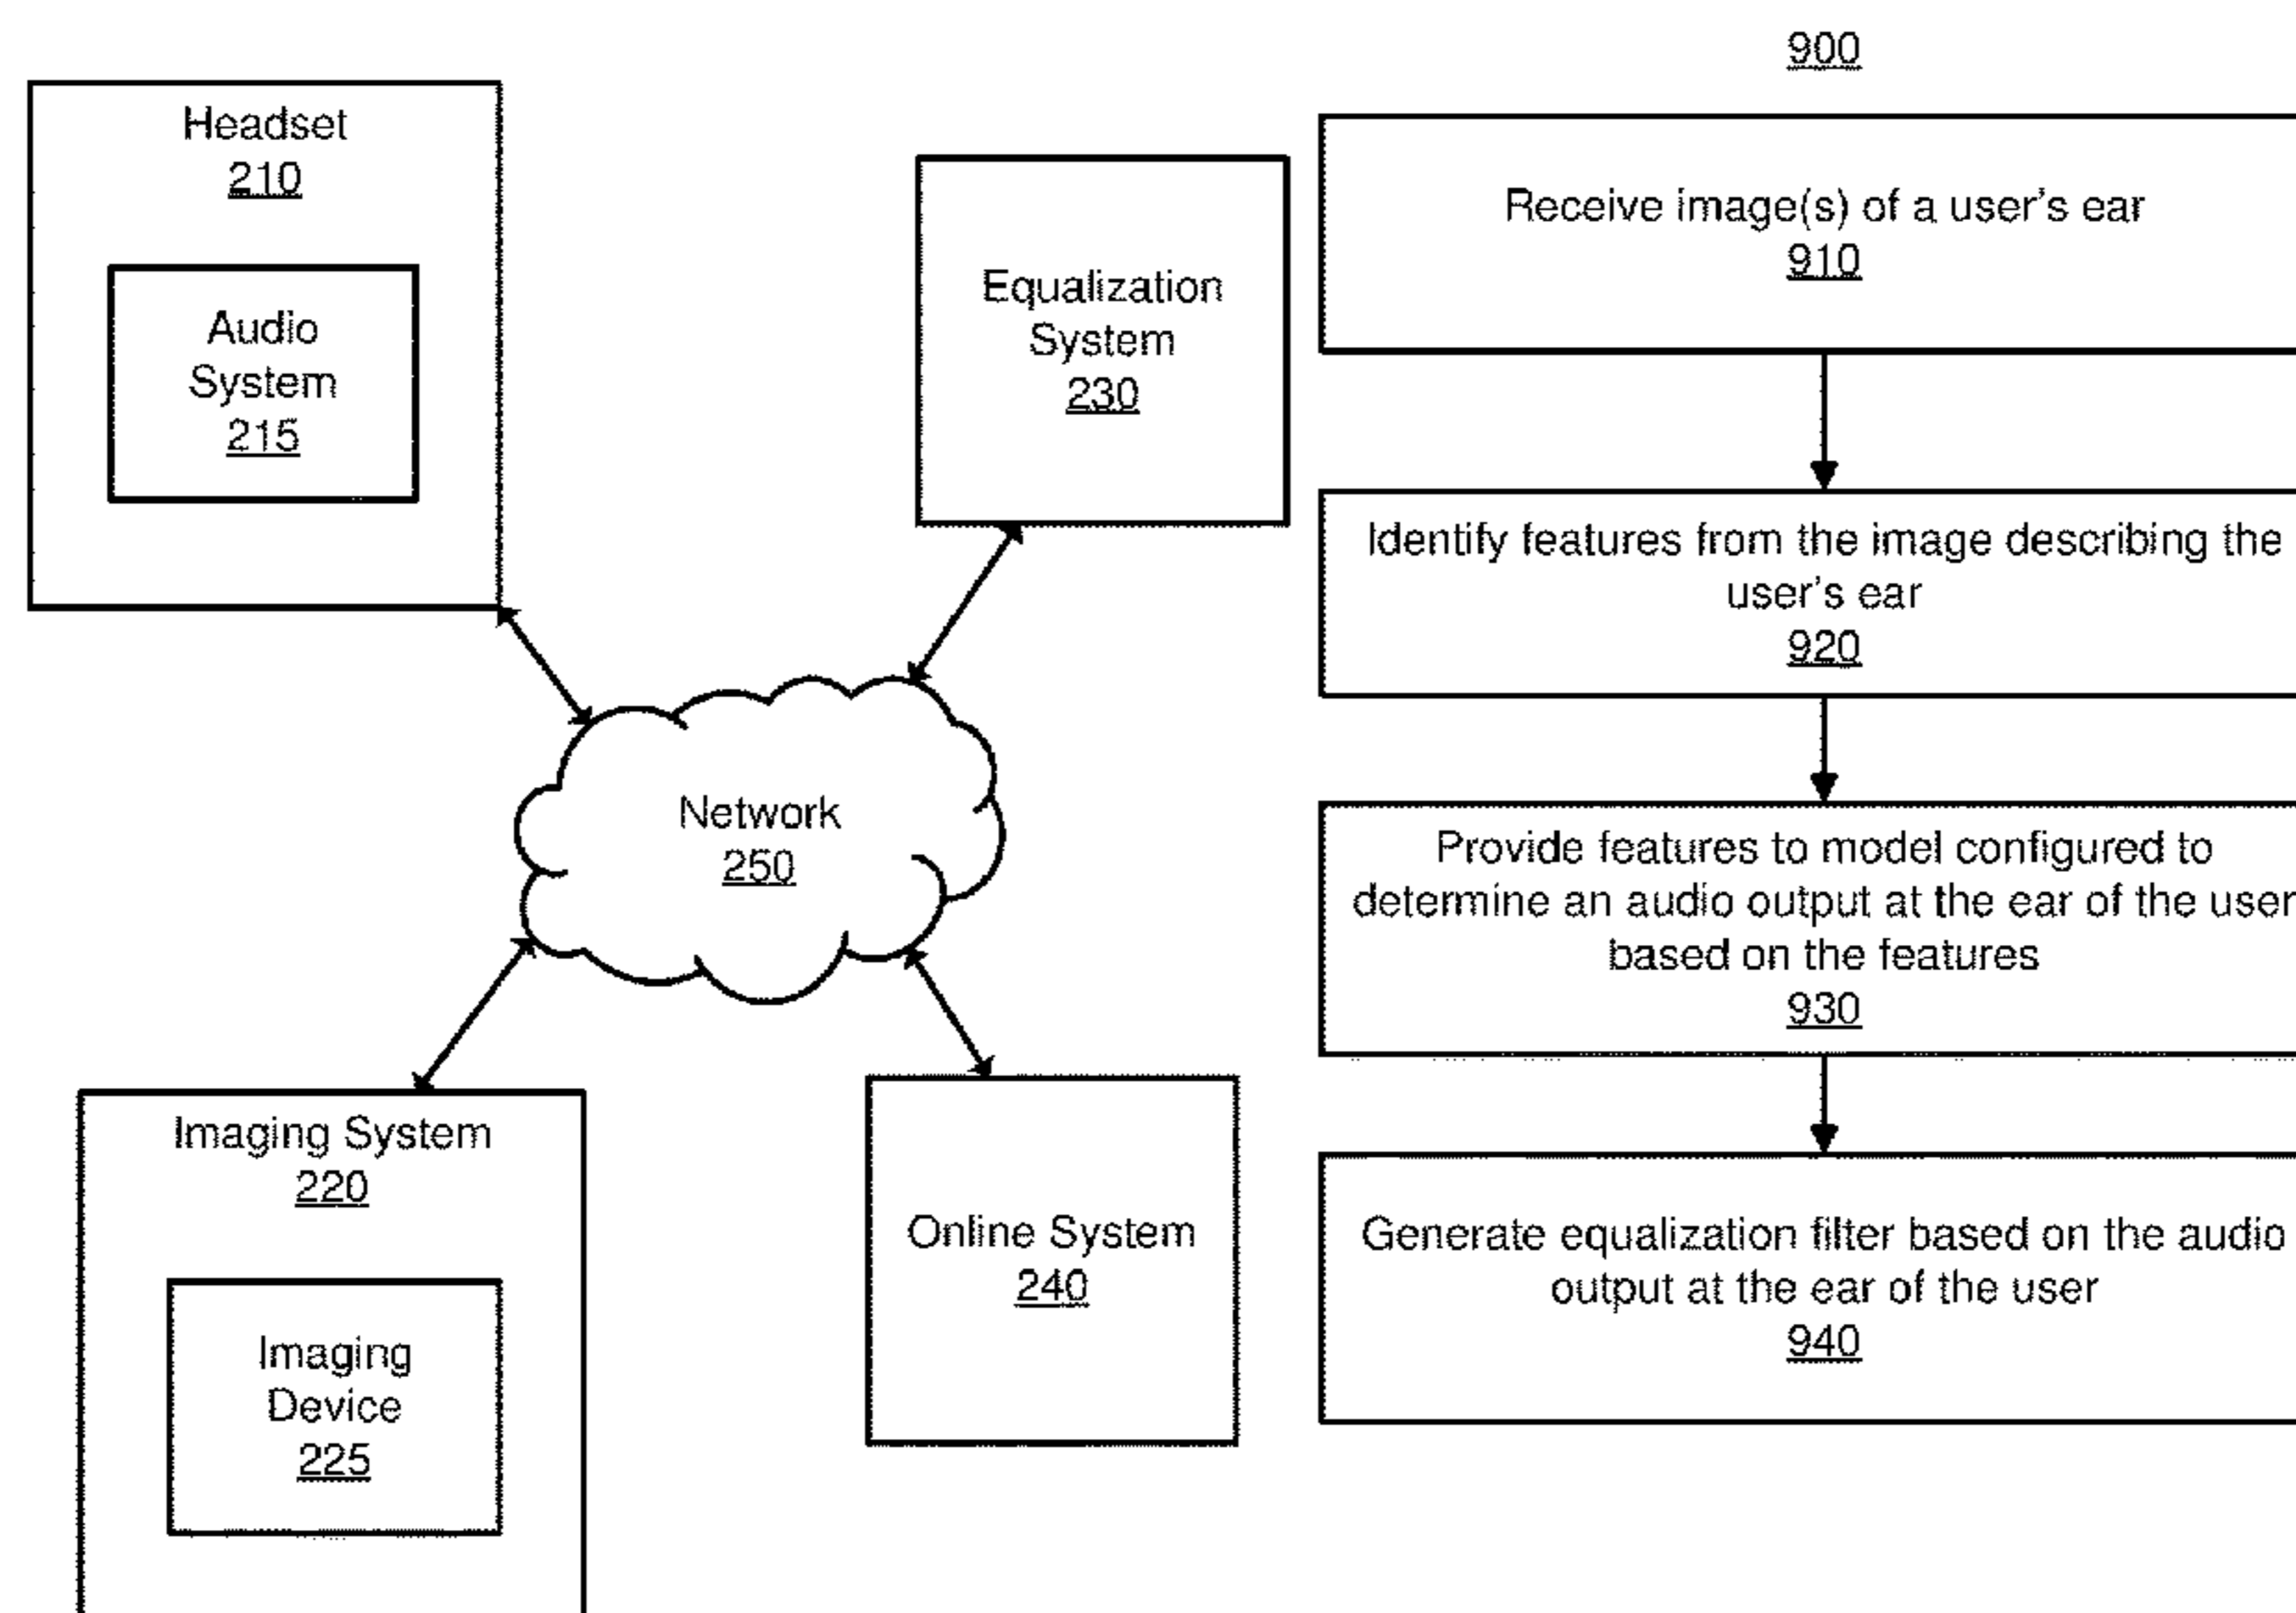 Headset
210
Audio
System
215
Equalization
System
230
Network
250
Imaging System
220
Imaging
Device
225
Online System
240
900
Receive image(s) of a user's ear
910
Identify features from the image describing the
user's ear
920
Provide features to model configured to
determine an audio output at the ear of the user
based on the features
930
Generate equalization filter based on the audio
output at the ear of the user
940